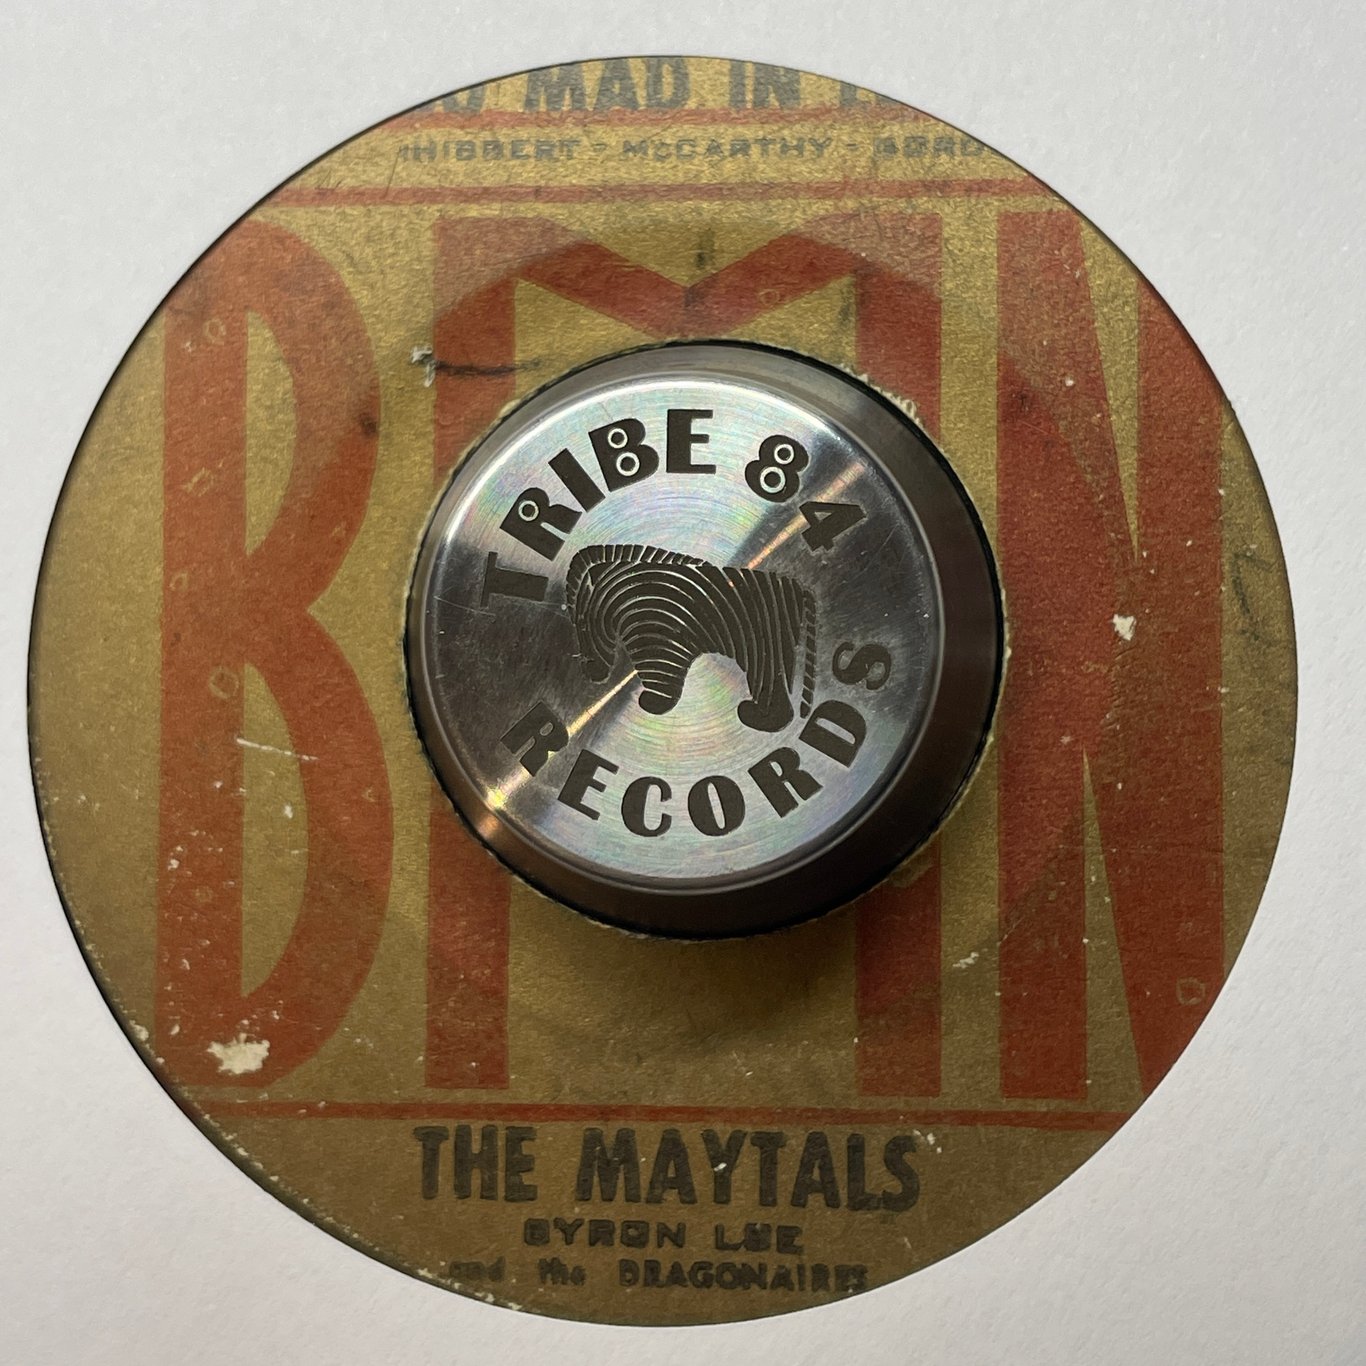 MAD IN
HIBBERT - McCARTHY -
BMN
TRIBE 84
RECORDS
THE MAYTALS
BYRON LEE
and the DRAGONAIRES